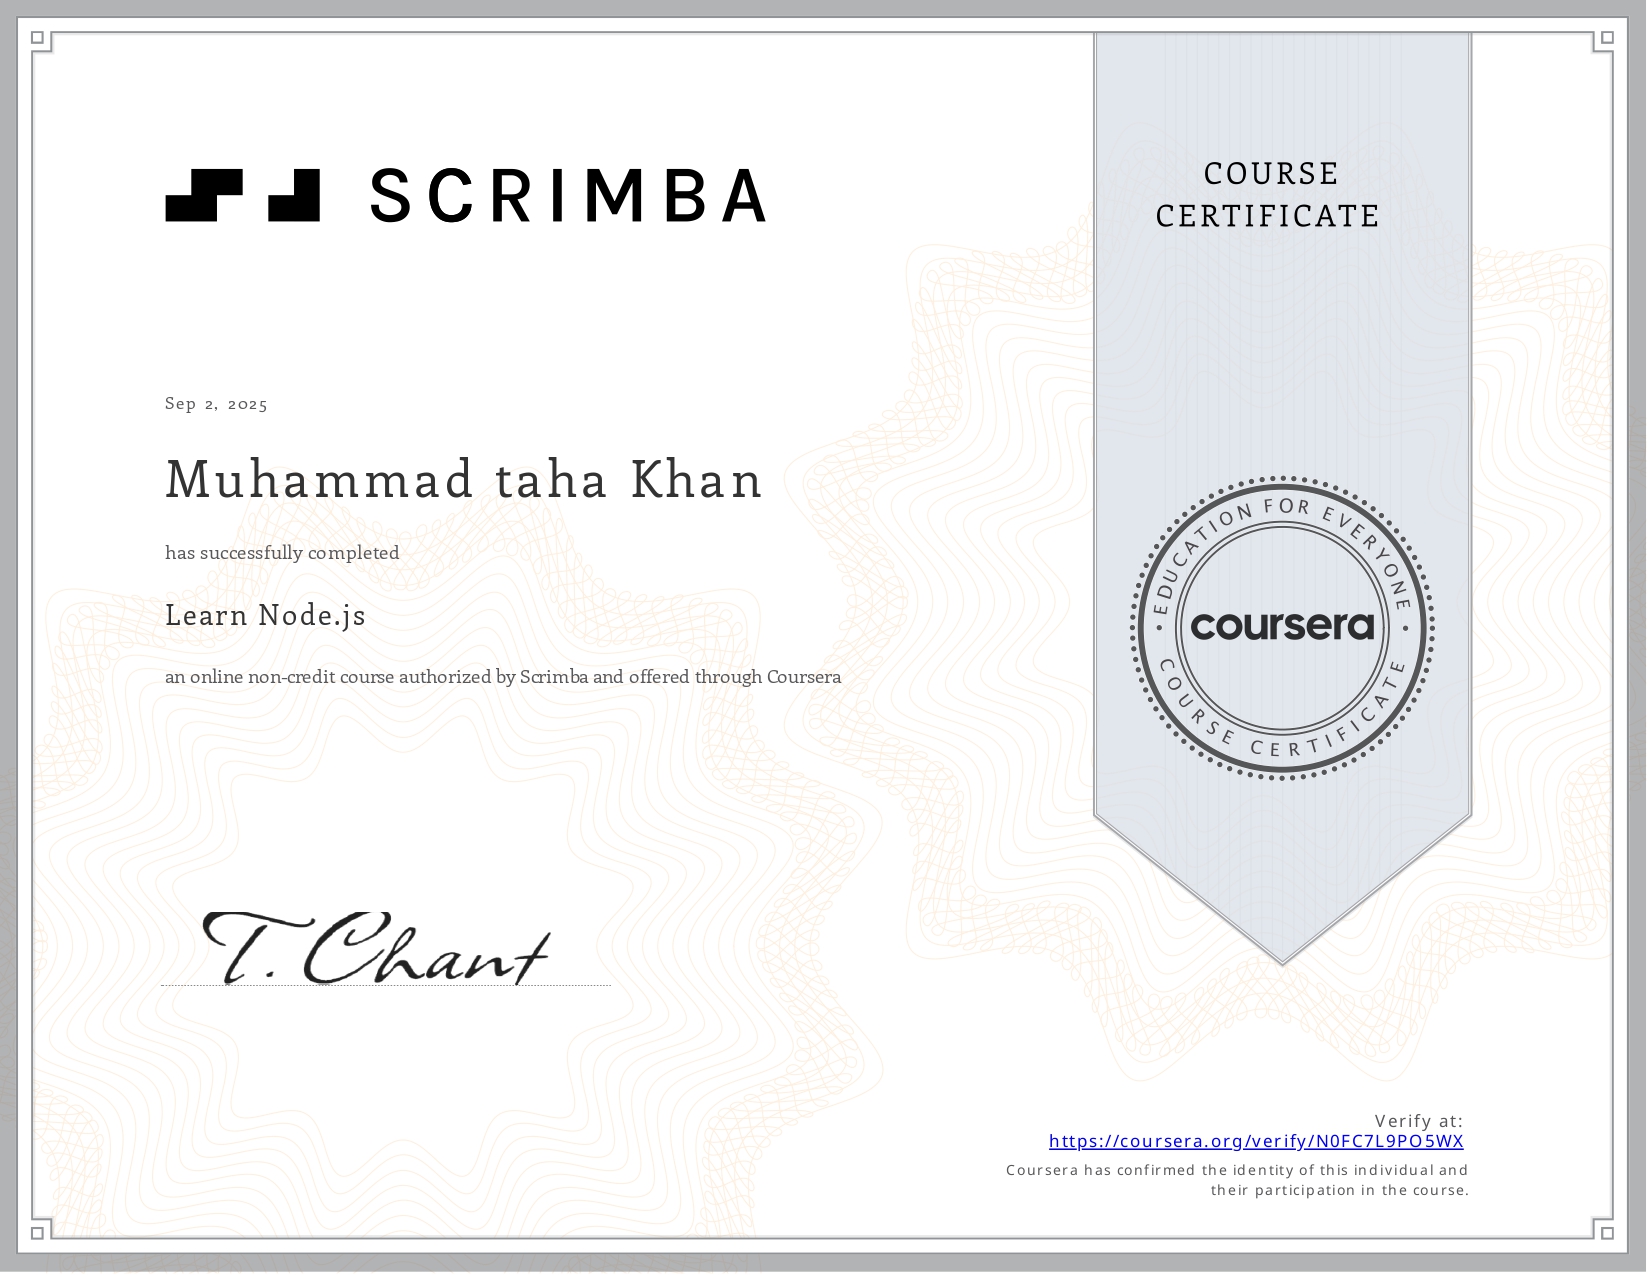 SCRIMBA
COURSE
CERTIFICATE
Sep 2, 2025
Muhammad taha Khan
has successfully completed
Learn Node.js
an online non-credit course authorized by Scrimba and offered through Coursera
EDUCATION FOR EVERYONE
coursera
COURSE CERTIFICATE
T. Chant
Verify at:
https://coursera.org/verify/N0FC7L9PO5WX
Coursera has confirmed the identity of this individual and
their participation in the course.